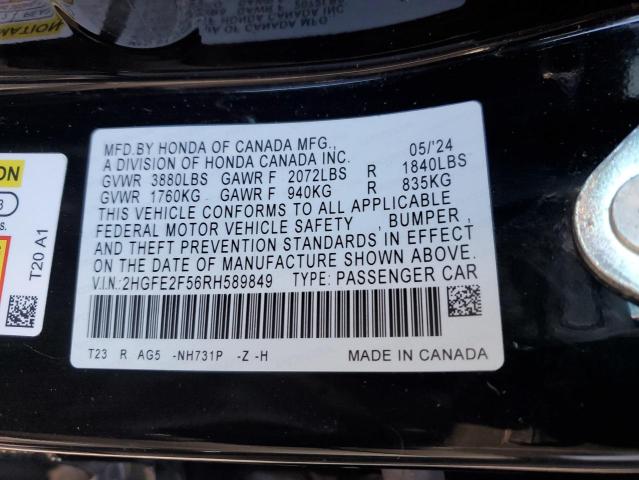 MFD.BY HONDA OF CANADA MFG., 05/'24
A DIVISION OF HONDA CANADA INC.
GVWR 3880LBS GAWR F 2072LBS R 1840LBS
GVWR 1760KG GAWR F 940KG R 835KG
THIS VEHICLE CONFORMS TO ALL APPLICABLE
FEDERAL MOTOR VEHICLE SAFETY , BUMPER ,
AND THEFT PREVENTION STANDARDS IN EFFECT
ON THE DATE OF MANUFACTURE SHOWN ABOVE.
V.I.N:2HGFE2F56RH589849 TYPE: PASSENGER CAR
T23 R AG5 -NH731P -Z -H MADE IN CANADA
T20 A1